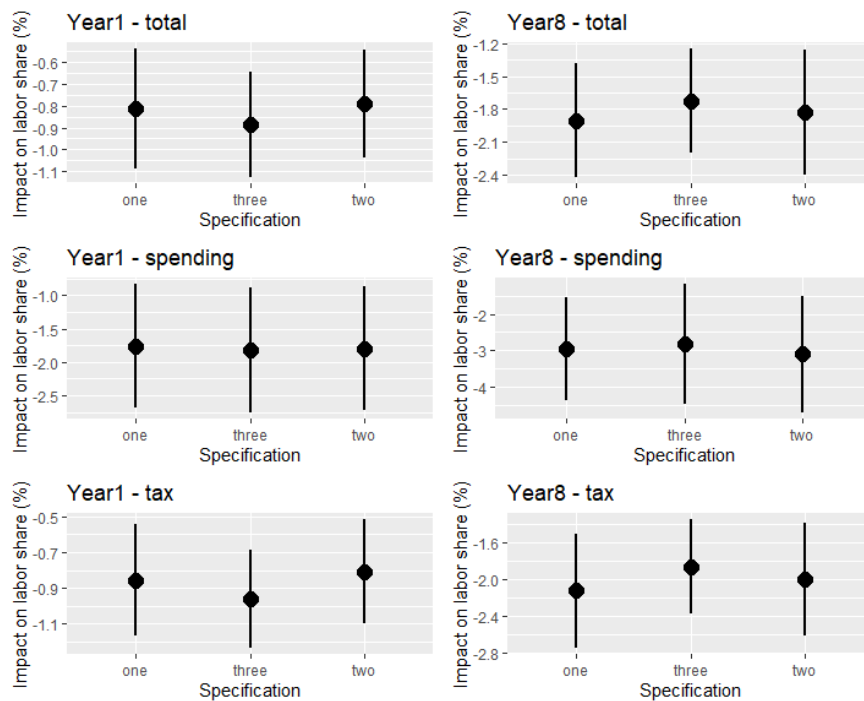 Year1 - total
Impact on labor share (%)
-0.6
-0.7
-0.8
-0.9
-1.0
-1.1
one three two
Specification
Year8 - total
Impact on labor share (%)
-1.2
-1.5
-1.8
-2.1
-2.4
one three two
Specification
Year1 - spending
Impact on labor share (%)
-1.0
-1.5
-2.0
-2.5
one three two
Specification
Year8 - spending
Impact on labor share (%)
-2
-3
-4
one three two
Specification
Year1 - tax
Impact on labor share (%)
-0.5
-0.7
-0.9
-1.1
one three two
Specification
Year8 - tax
Impact on labor share (%)
-1.6
-2.0
-2.4
-2.8
one three two
Specification